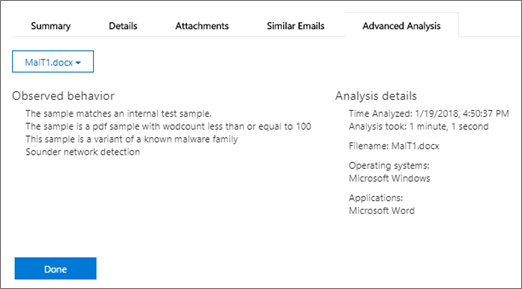 Summary Details Attachments Similar Emails Advanced Analysis
MalT1.docx
Observed behavior
The sample matches an internal test sample.
The sample is a pdf sample with wodcount less than or equal to 100
This sample is a variant of a known malware family
Sounder network detection
Analysis details
Time Analyzed: 1/19/2018, 4:50:37 PM
Analysis took: 1 minute, 1 second
Filename: MalT1.docx
Operating systems:
Microsoft Windows
Applications:
Microsoft Word
Done